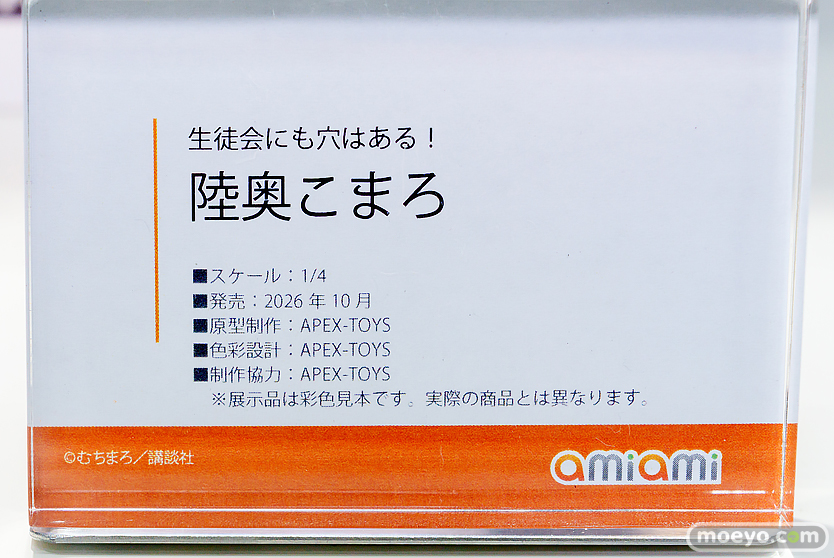 生徒会にも穴はある！
陸奥こまろ
■スケール：1/4
■発売：2026 年 10 月
■原型制作：APEX-TOYS
■色彩設計：APEX-TOYS
■制作協力：APEX-TOYS
※展示品は彩色見本です。実際の商品とは異なります。
©むちまろ／講談社
amiami
moeyo.com